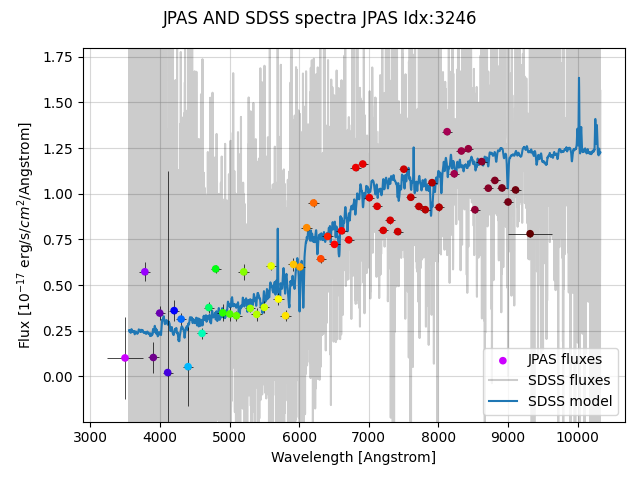 JPAS AND SDSS spectra JPAS Idx:3246
1.75
1.50
1.25
1.00
0.75
0.50
0.25
0.00
Flux [10⁻¹⁷ erg/s/cm²/Angstrom]
JPAS fluxes
SDSS fluxes
SDSS model
3000 4000 5000 6000 7000 8000 9000 10000
Wavelength [Angstrom]